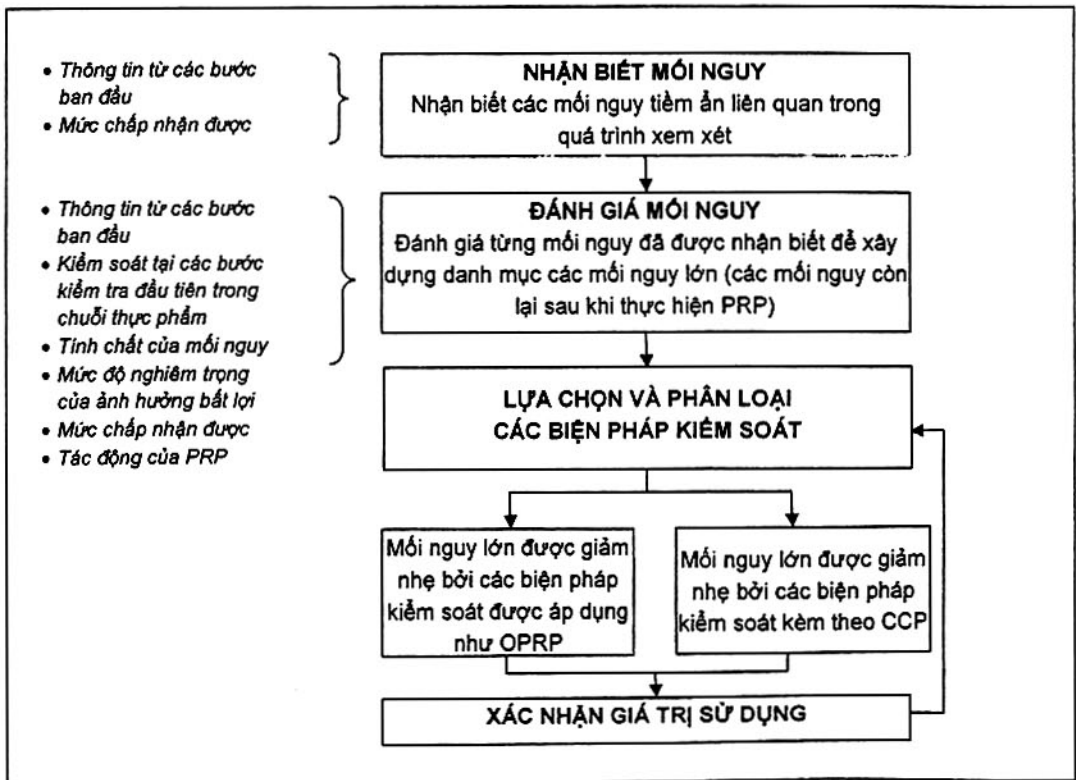 • Thông tin từ các bước
ban đầu
• Mức chấp nhận được
NHẬN BIẾT MỐI NGUY
Nhận biết các mối nguy tiềm ẩn liên quan trong
quá trình xem xét
• Thông tin từ các bước
ban đầu
• Kiểm soát tại các bước
kiểm tra đầu tiên trong
chuỗi thực phẩm
• Tính chất của mối nguy
• Mức độ nghiêm trọng
của ảnh hưởng bất lợi
• Mức chấp nhận được
• Tác động của PRP
ĐÁNH GIÁ MỐI NGUY
Đánh giá từng mối nguy đã được nhận biết để xây
dựng danh mục các mối nguy lớn (các mối nguy còn
lại sau khi thực hiện PRP)
LỰA CHỌN VÀ PHÂN LOẠI
CÁC BIỆN PHÁP KIỂM SOÁT
Mối nguy lớn được giảm
nhẹ bởi các biện pháp
kiểm soát được áp dụng
như OPRP
Mối nguy lớn được giảm
nhẹ bởi các biện pháp
kiểm soát kèm theo CCP
XÁC NHẬN GIÁ TRỊ SỬ DỤNG